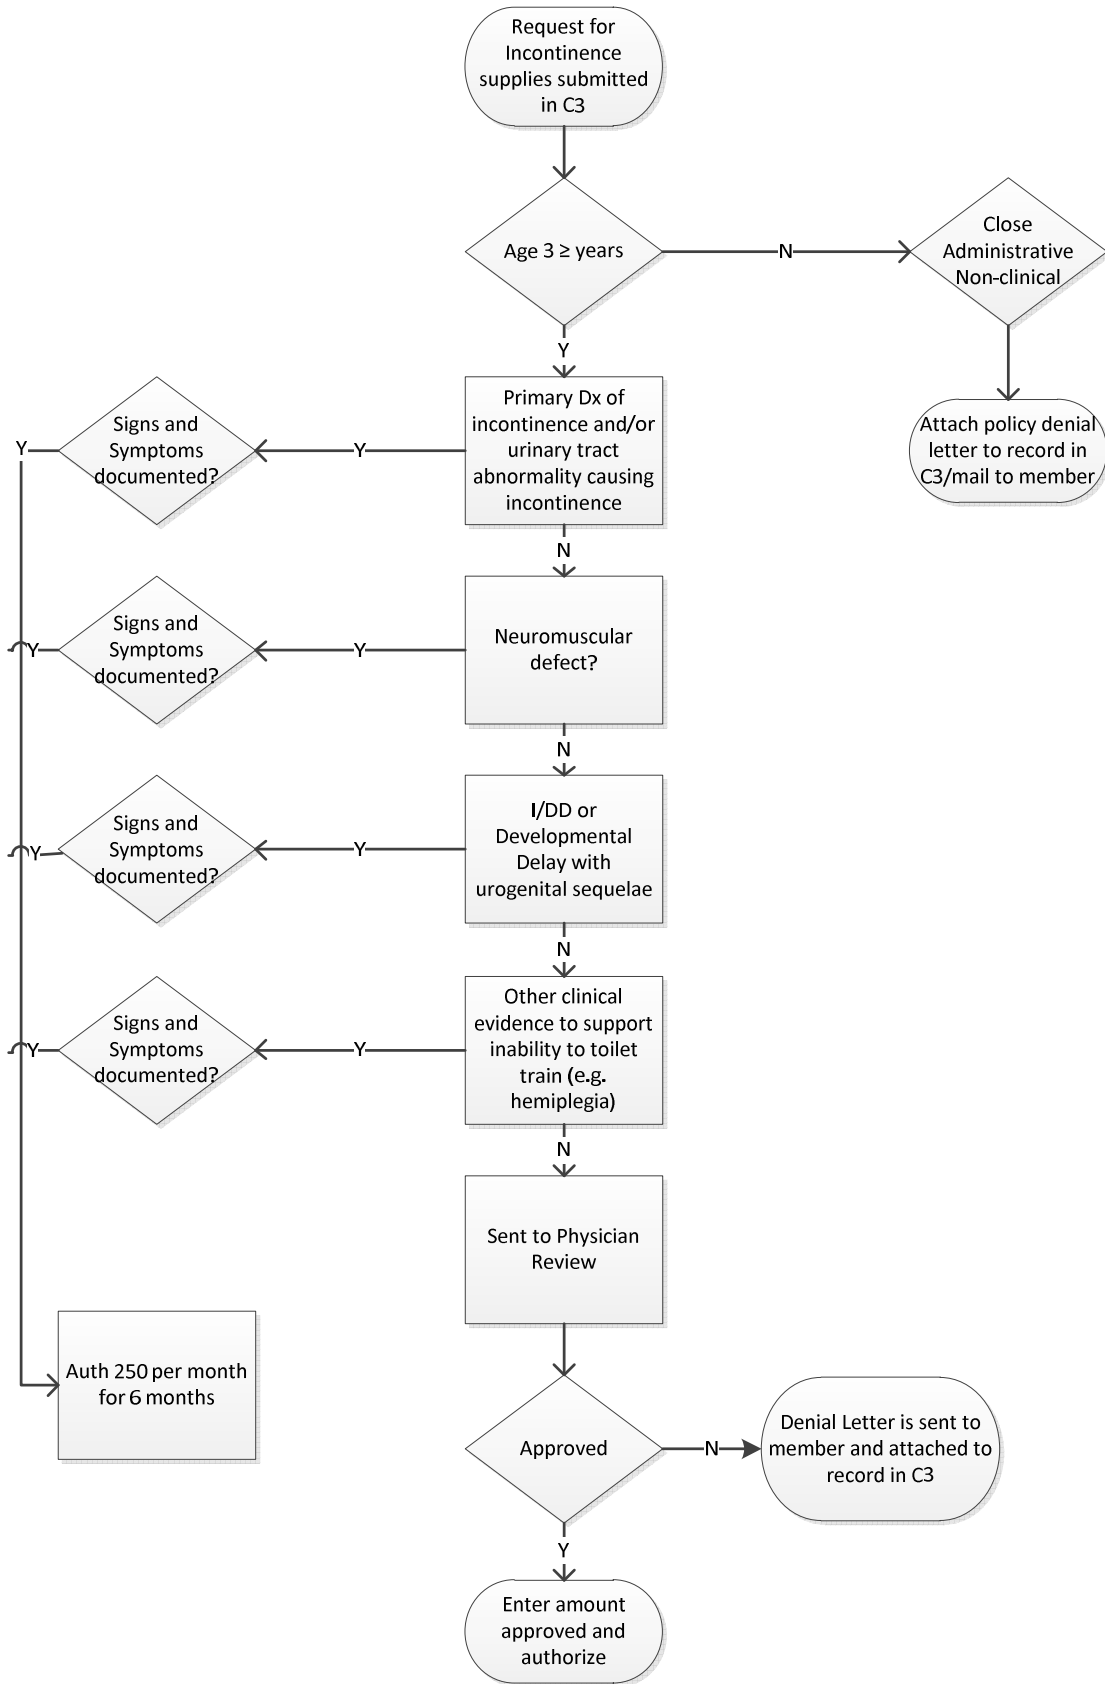 Request for
Incontinence
supplies submitted
in C3
Age 3 ≥ years
N
Close
Administrative
Non-clinical
Y
Attach policy denial
letter to record in
C3/mail to member
Primary Dx of
incontinence and/or
urinary tract
abnormality causing
incontinence
Y
Signs and
Symptoms
documented?
Y
N
Neuromuscular
defect?
Y
Signs and
Symptoms
documented?
Y
N
I/DD or
Developmental
Delay with
urogenital sequelae
Y
Signs and
Symptoms
documented?
Y
N
Other clinical
evidence to support
inability to toilet
train (e.g.
hemiplegia)
Y
Signs and
Symptoms
documented?
Y
N
Sent to Physician
Review
Auth 250 per month
for 6 months
Approved
N
Denial Letter is sent to
member and attached to
record in C3
Y
Enter amount
approved and
authorize